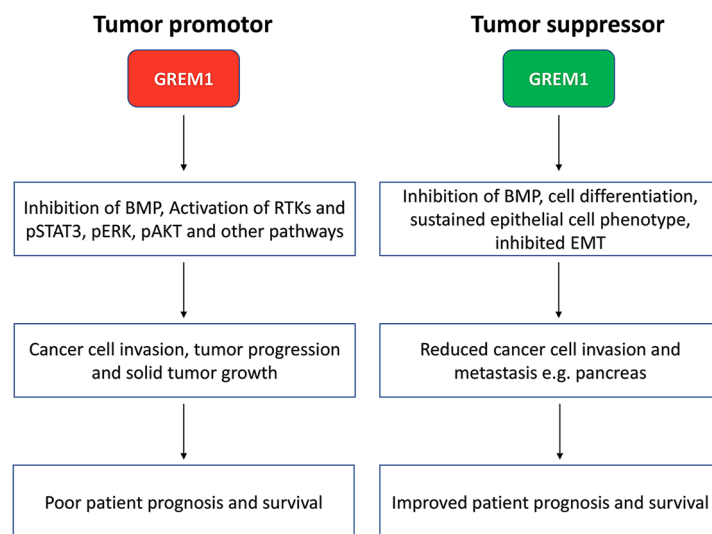 Tumor promotor
GREM1
Inhibition of BMP, Activation of RTKs and
pSTAT3, pERK, pAKT and other pathways
Cancer cell invasion, tumor progression
and solid tumor growth
Poor patient prognosis and survival
Tumor suppressor
GREM1
Inhibition of BMP, cell differentiation,
sustained epithelial cell phenotype,
inhibited EMT
Reduced cancer cell invasion and
metastasis e.g. pancreas
Improved patient prognosis and survival